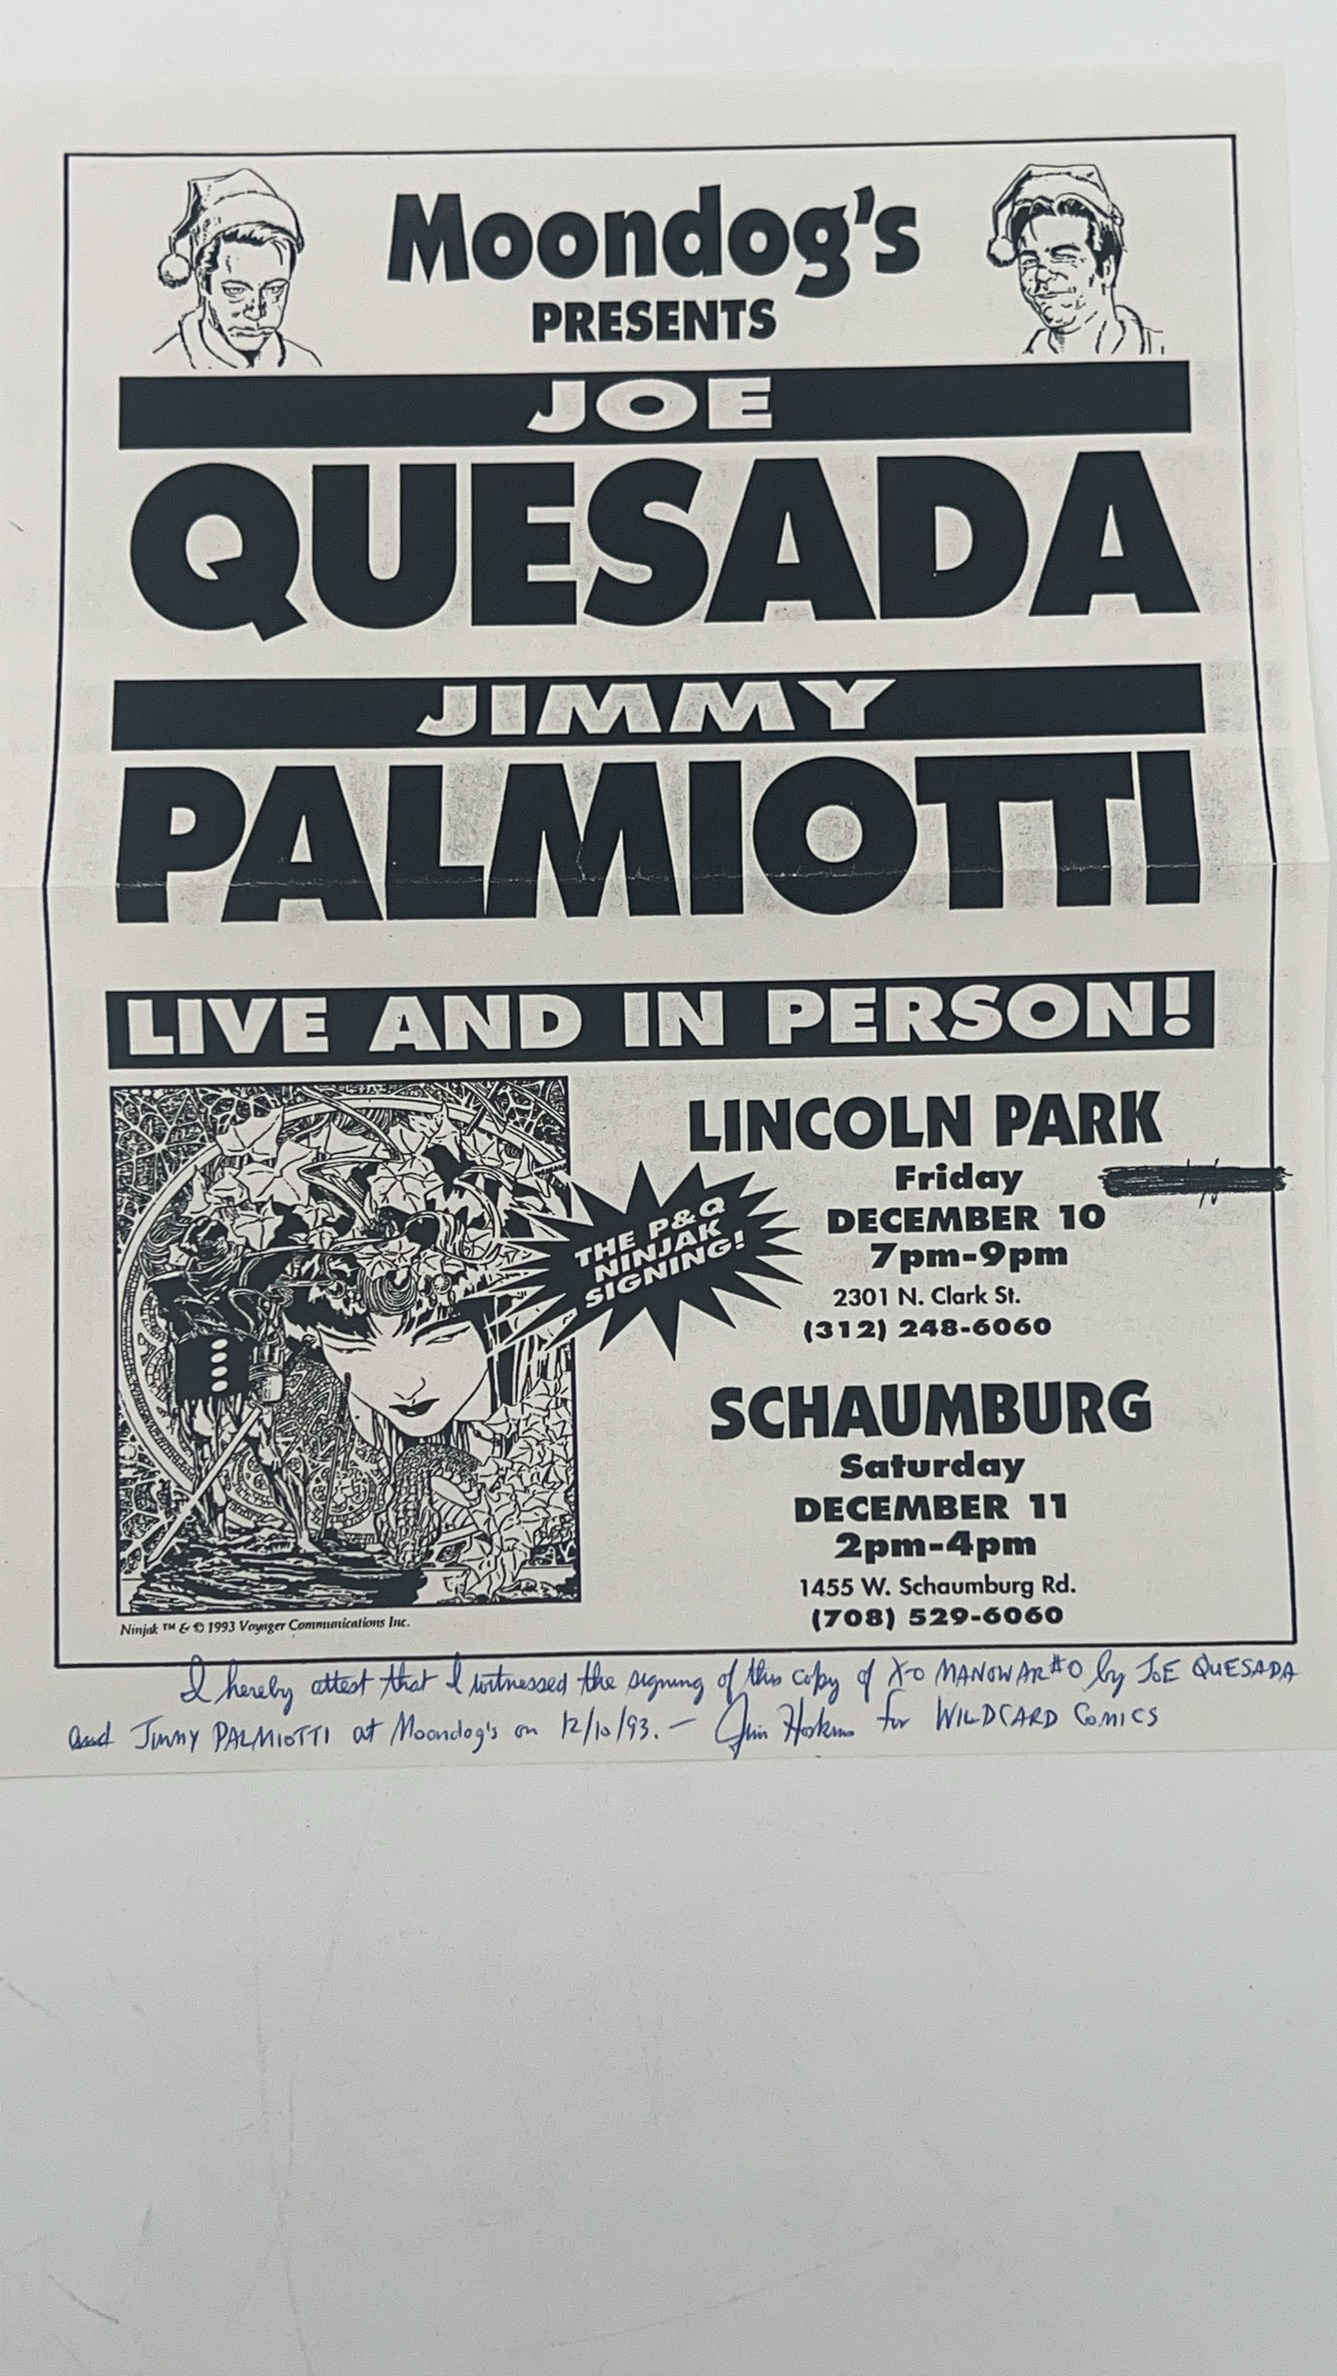 Moondog's
PRESENTS
JOE
QUESADA
JIMMY
PALMIOTTI
LIVE AND IN PERSON!
THE P&Q
NINJAK
SIGNING!
LINCOLN PARK
Friday
DECEMBER 10
7pm-9pm
2301 N. Clark St.
(312) 248-6060
SCHAUMBURG
Saturday
DECEMBER 11
2pm-4pm
1455 W. Schaumburg Rd.
(708) 529-6060
Ninjak ™ & © 1993 Voyager Communications Inc.
I hereby attest that I witnessed the signing of this copy of X-O MANOWAR #0 by JOE QUESADA
and JIMMY PALMIOTTI at Moondog's on 12/10/93. — Jim Hoskins for WILDCARD COMICS